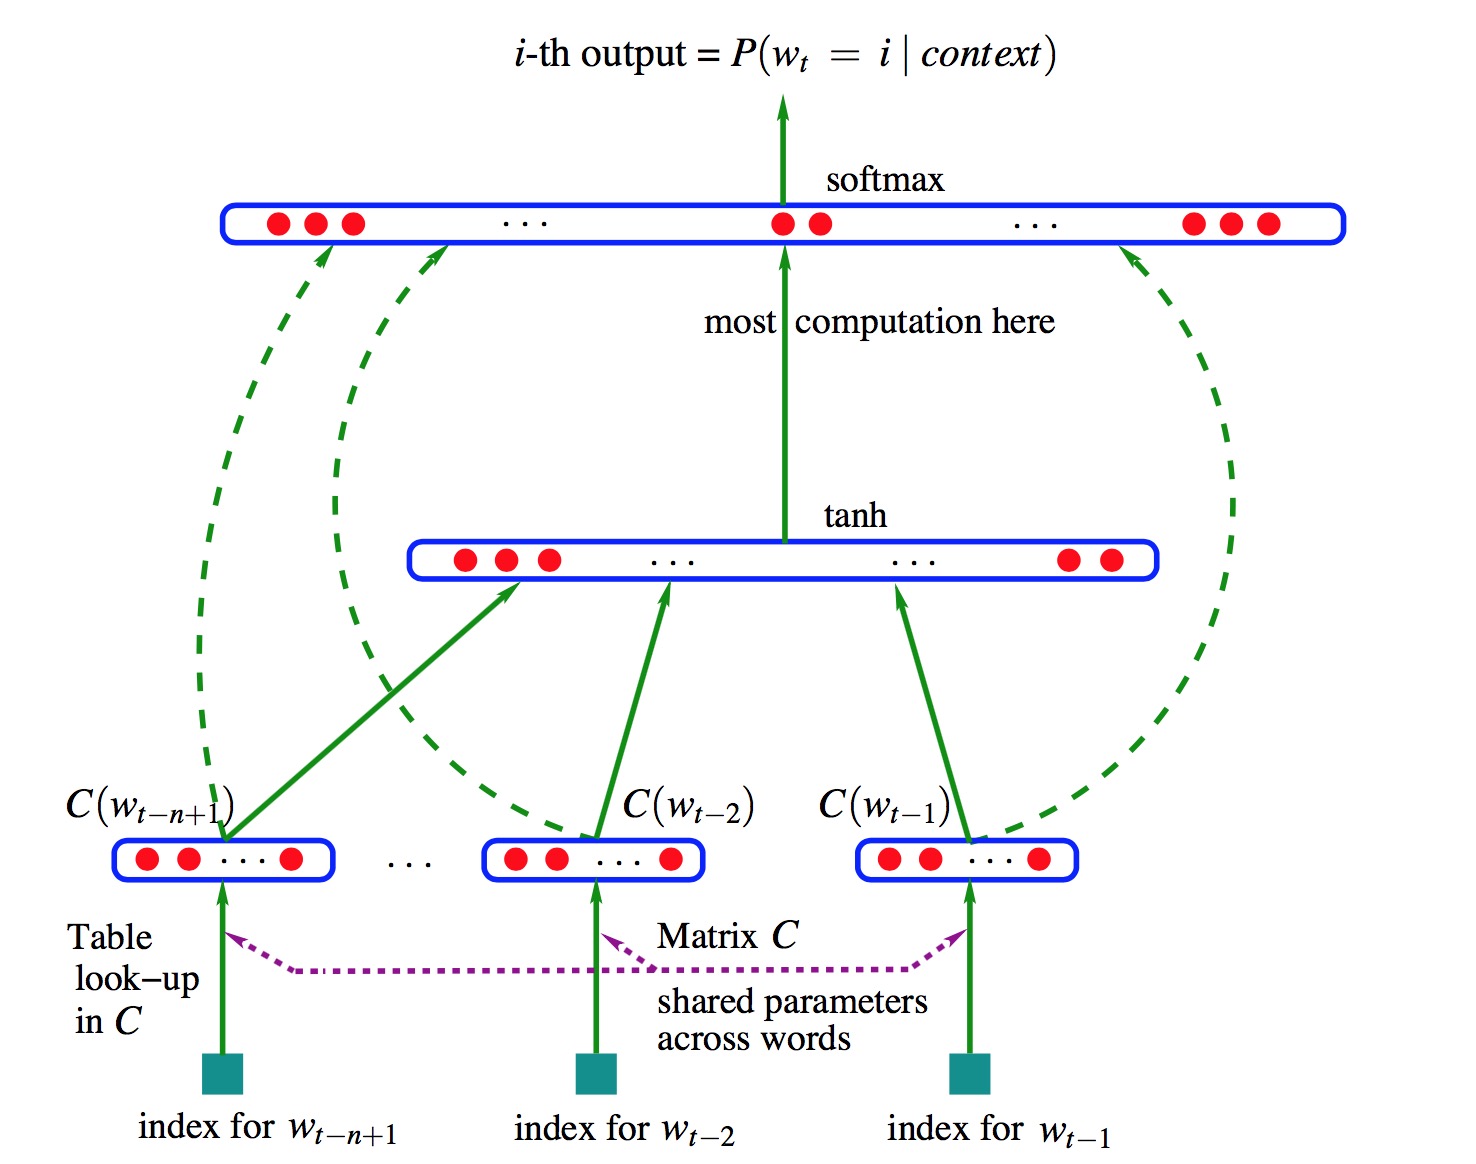 i-th output = P(w_t = i | context)
softmax
· · ·
· · ·
most computation here
tanh
· · ·
· · ·
C(w_{t−n+1})
C(w_{t−2})
C(w_{t−1})
· · ·
· · ·
· · ·
· · ·
Table
look−up
in C
Matrix C
shared parameters
across words
index for w_{t−n+1}
index for w_{t−2}
index for w_{t−1}